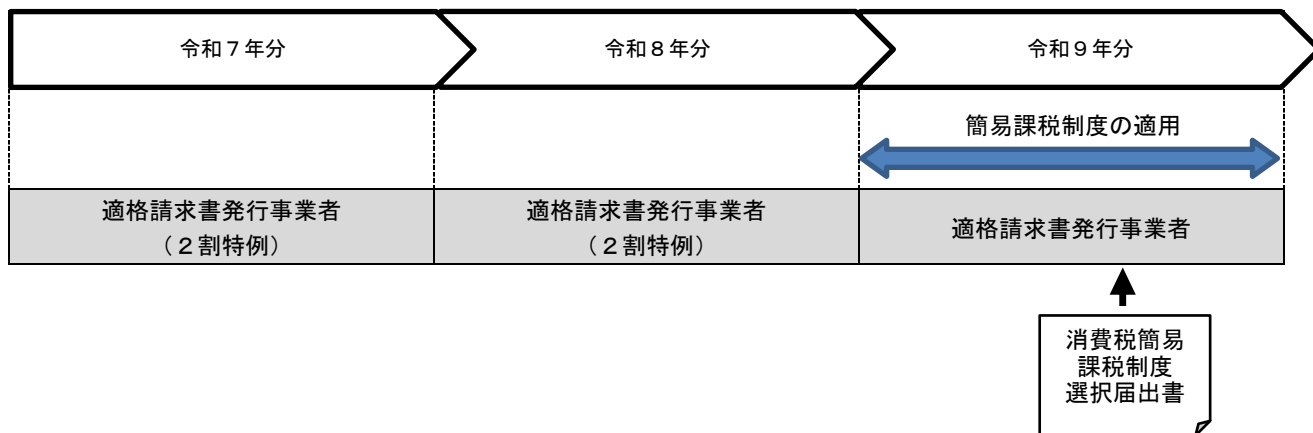 令和７年分
令和８年分
令和９年分
簡易課税制度の適用
適格請求書発行事業者
（２割特例）
適格請求書発行事業者
（２割特例）
適格請求書発行事業者
消費税簡易
課税制度
選択届出書